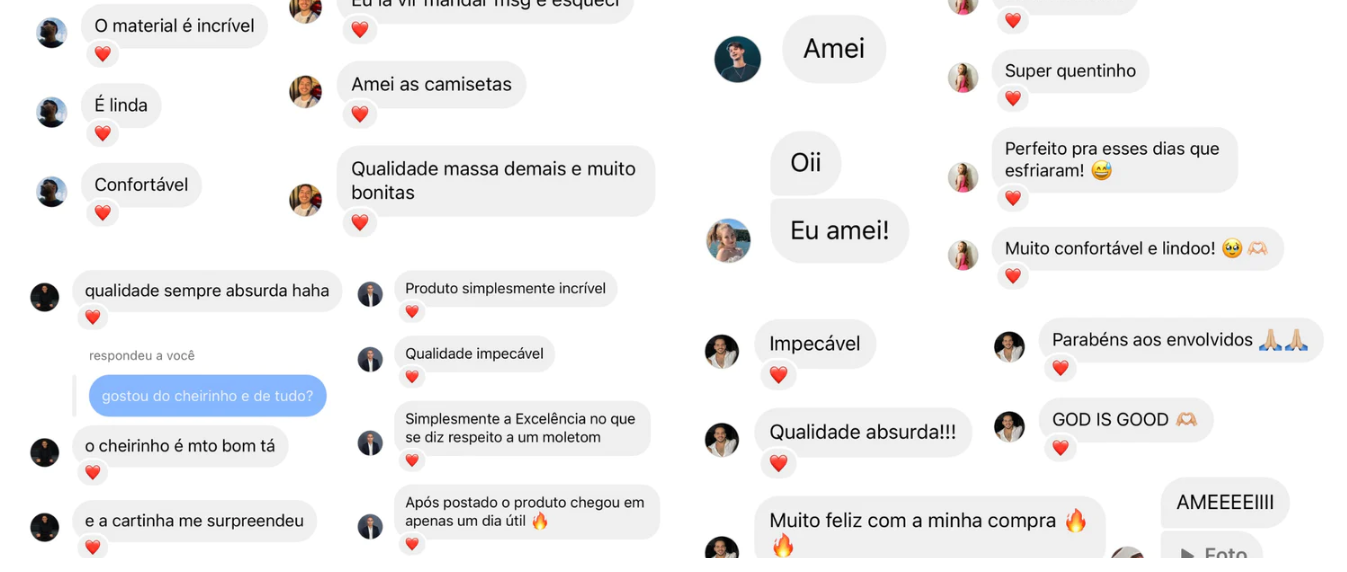 O material é incrível
É linda
Confortável
Eu ia vir mandar msg e esqueci
Amei as camisetas
Qualidade massa demais e muito
bonitas
qualidade sempre absurda haha
respondeu a você
gostou do cheirinho e de tudo?
o cheirinho é mto bom tá
e a cartinha me surpreendeu
Produto simplesmente incrível
Qualidade impecável
Simplesmente a Excelência no que
se diz respeito a um moletom
Após postado o produto chegou em
apenas um dia útil 🔥
Amei
Oii
Eu amei!
Super quentinho
Perfeito pra esses dias que
esfriaram! 😅
Muito confortável e lindoo! 🥹 🫶🏻
Impecável
Qualidade absurda!!!
Muito feliz com a minha compra 🔥
🔥
Parabéns aos envolvidos 🙏🏼🙏🏼
GOD IS GOOD 🫶🏼
AMEEEEIIII
Foto